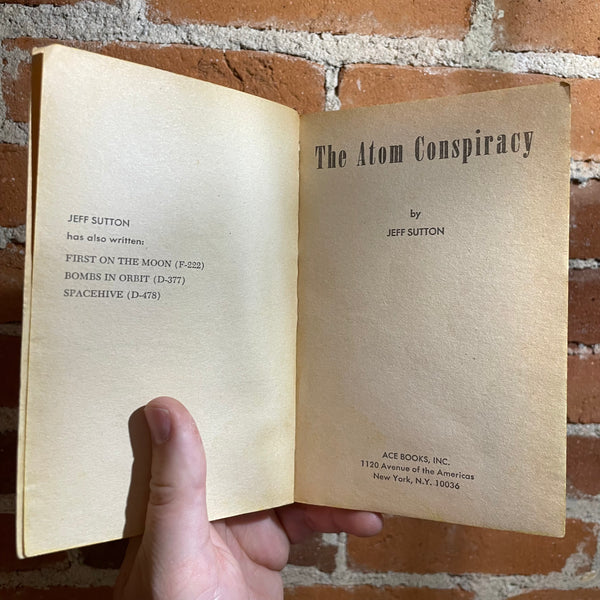 JEFF SUTTON
has also written:
FIRST ON THE MOON (F-222)
BOMBS IN ORBIT (D-377)
SPACEHIVE (D-478)
The Atom Conspiracy
by
JEFF SUTTON
ACE BOOKS, INC.
1120 Avenue of the Americas
New York, N.Y. 10036